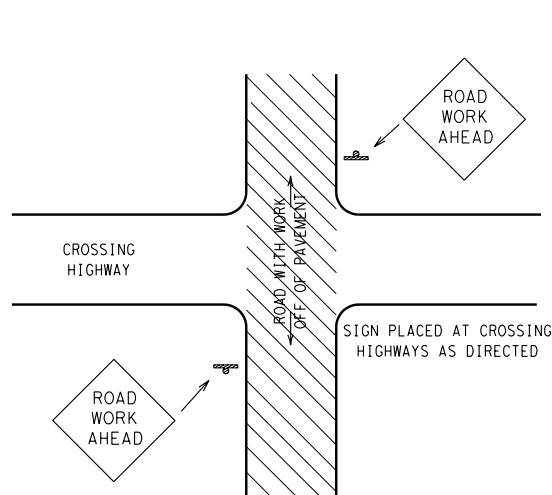 ROAD
WORK
AHEAD
CROSSING
HIGHWAY
ROAD WITH WORK
OFF OF PAVEMENT
SIGN PLACED AT CROSSING
HIGHWAYS AS DIRECTED
ROAD
WORK
AHEAD